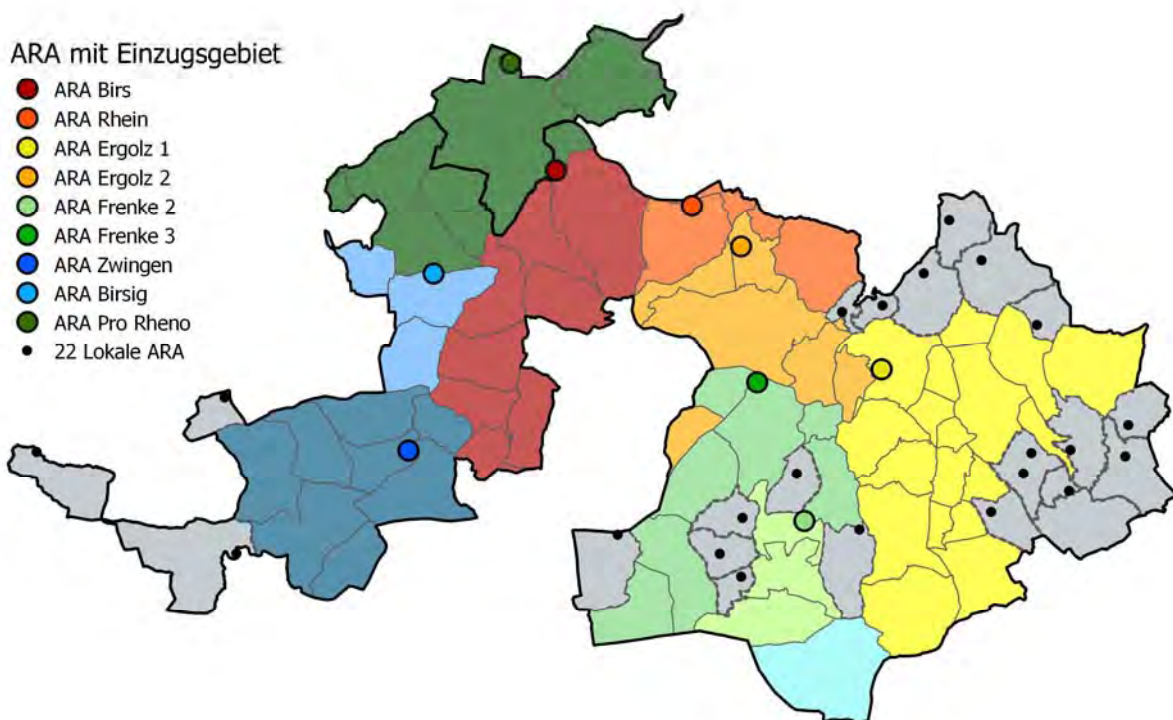 ARA mit Einzugsgebiet
ARA Birs
ARA Rhein
ARA Ergolz 1
ARA Ergolz 2
ARA Frenke 2
ARA Frenke 3
ARA Zwingen
ARA Birsig
ARA Pro Rheno
22 Lokale ARA